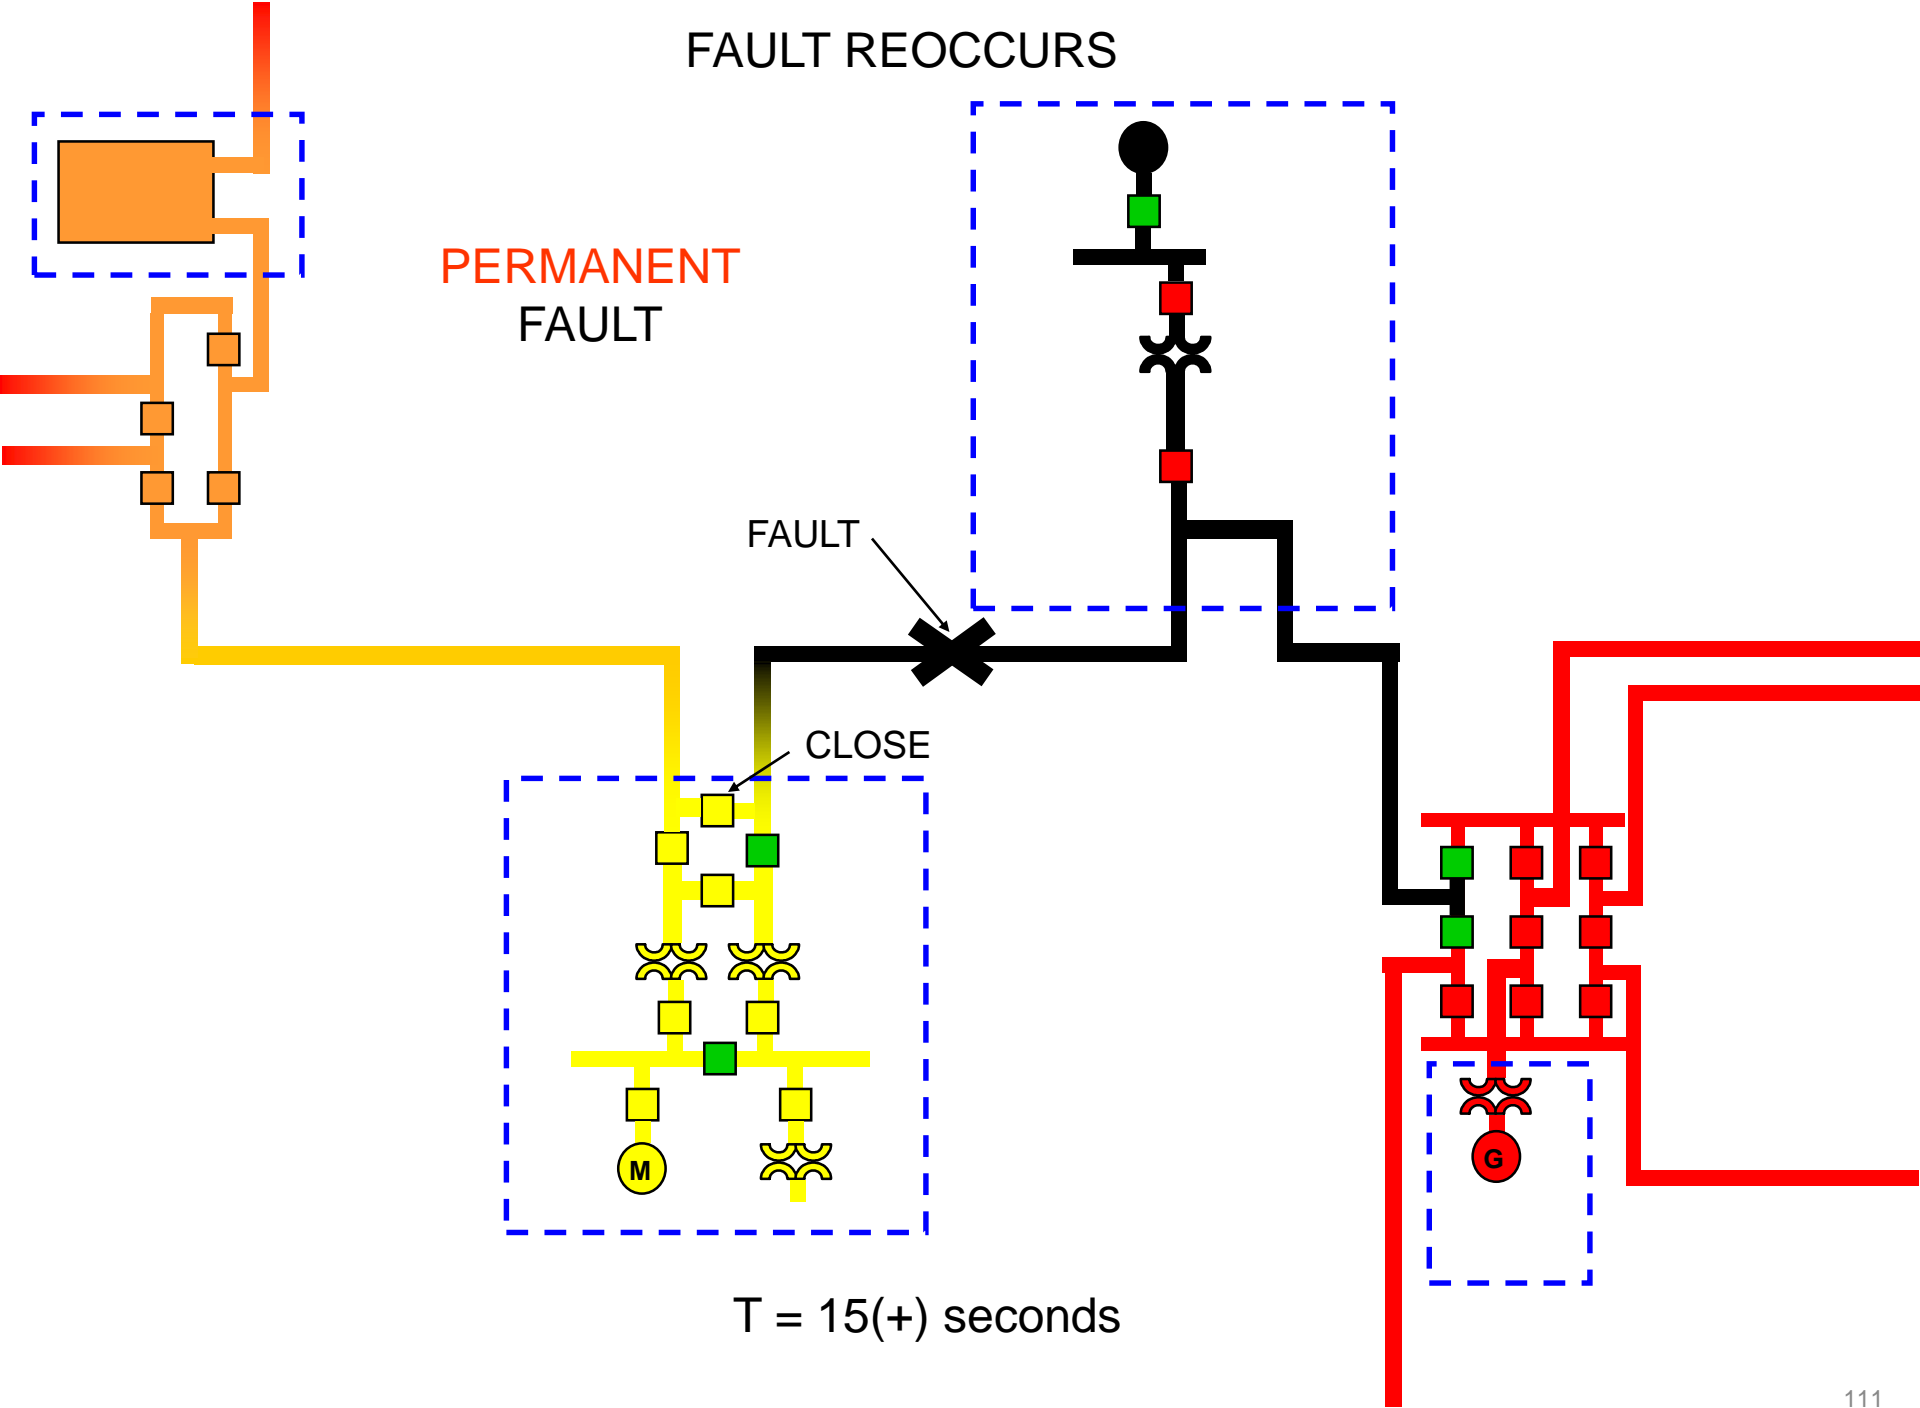 FAULT REOCCURS
PERMANENT
FAULT
FAULT
CLOSE
M
G
T = 15(+) seconds
111